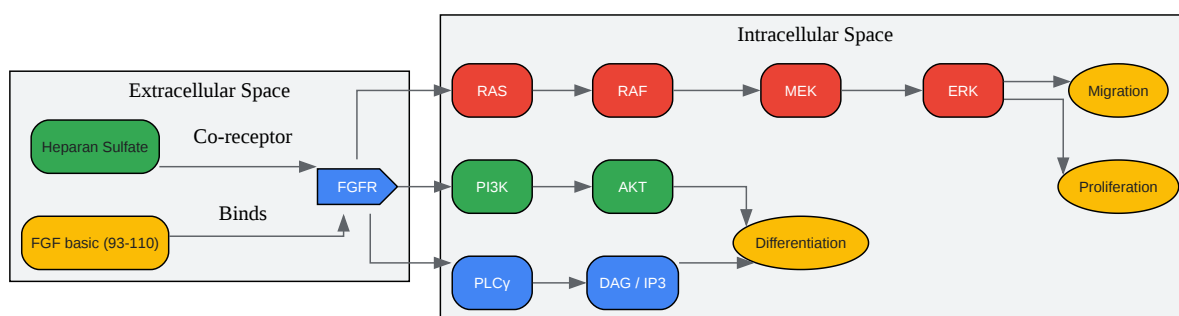 Extracellular Space
Heparan Sulfate
Co-receptor
FGFR
Binds
FGF basic (93-110)
Intracellular Space
RAS
RAF
MEK
ERK
Migration
Proliferation
PI3K
AKT
Differentiation
PLCγ
DAG / IP3